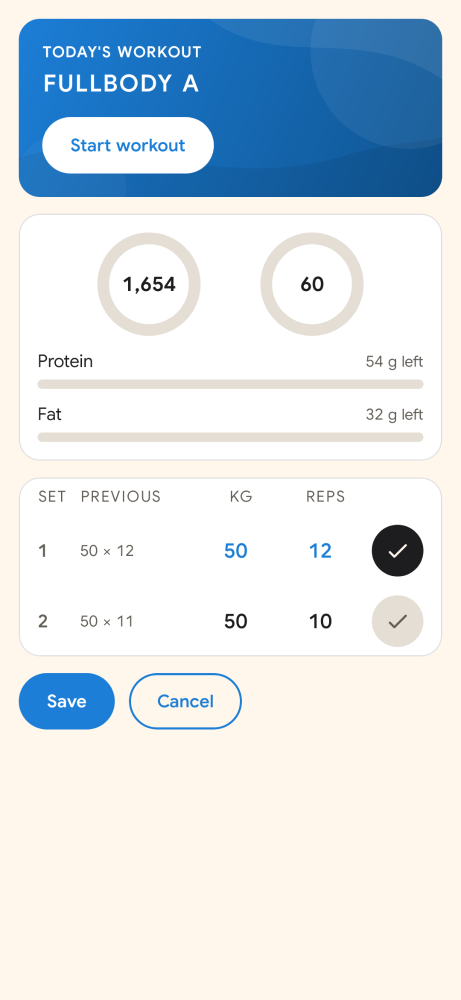 TODAY'S WORKOUT
FULLBODY A
Start workout
1,654 60
Protein 54 g left
Fat 32 g left
SET PREVIOUS KG REPS
1 50 × 12 50 12
2 50 × 11 50 10
Save Cancel